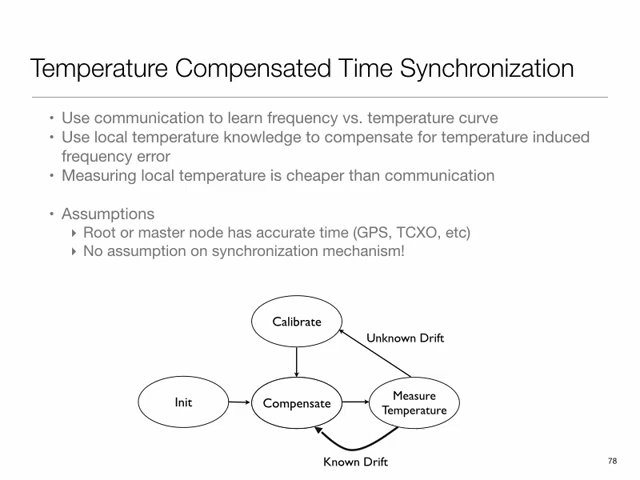 Temperature Compensated Time Synchronization
• Use communication to learn frequency vs. temperature curve
• Use local temperature knowledge to compensate for temperature induced
frequency error
• Measuring local temperature is cheaper than communication
• Assumptions
‣ Root or master node has accurate time (GPS, TCXO, etc)
‣ No assumption on synchronization mechanism!
Calibrate
Unknown Drift
Init
Compensate
Measure
Temperature
Known Drift
78